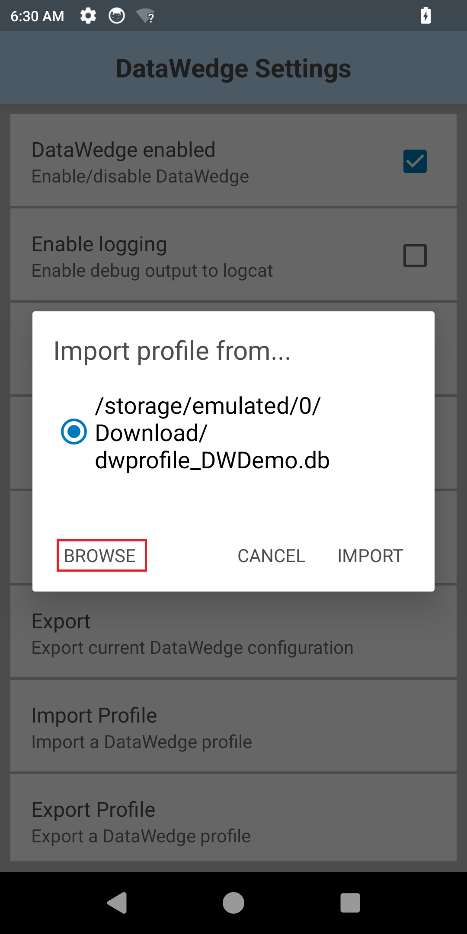 6:30 AM
DataWedge Settings
DataWedge enabled
Enable/disable DataWedge
Enable logging
Enable debug output to logcat
Import profile from...
/storage/emulated/0/
Download/
dwprofile_DWDemo.db
BROWSE CANCEL IMPORT
Export
Export current DataWedge configuration
Import Profile
Import a DataWedge profile
Export Profile
Export a DataWedge profile